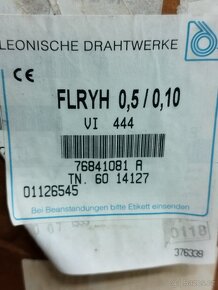 LEONISCHE DRAHTWERKE
CE
FLRYH 0,5/0,10
VI 444
76841081 A
TN. 60 14127
01126545
Bei Beanstandungen bitte Etikett einsenden
0118
376339